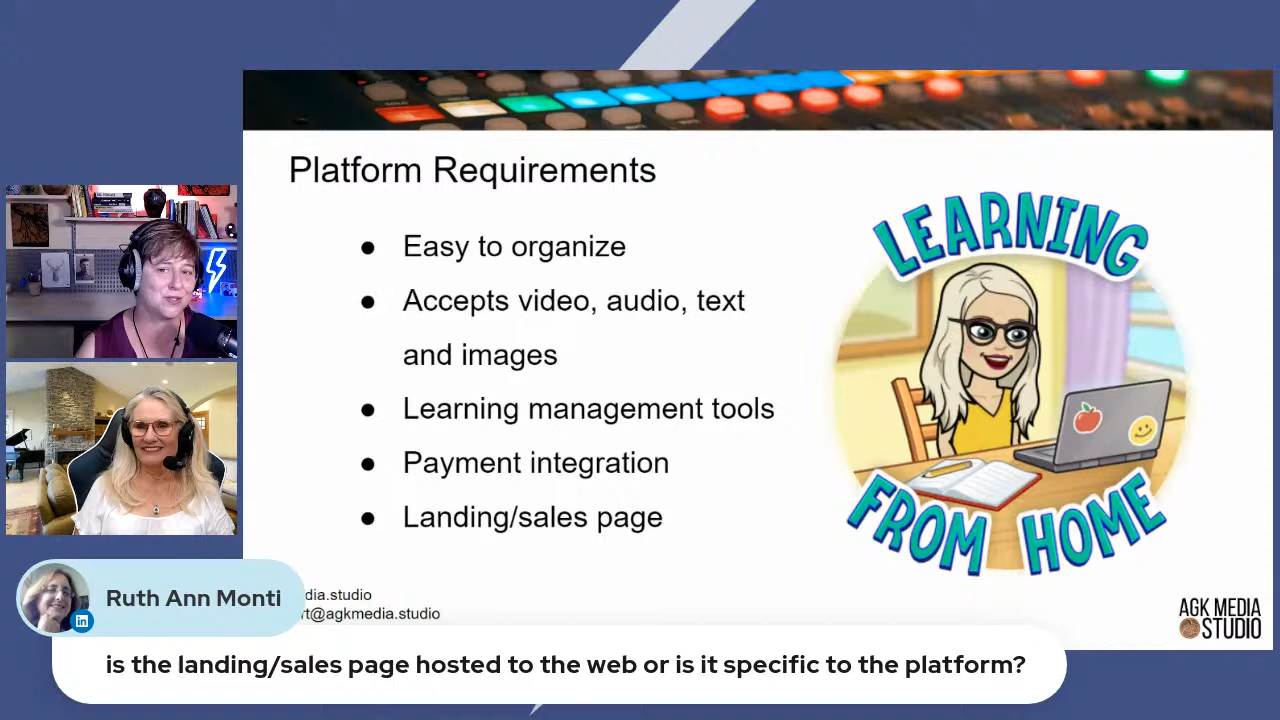 Platform Requirements
● Easy to organize
● Accepts video, audio, text
and images
● Learning management tools
● Payment integration
● Landing/sales page
LEARNING
FROM HOME
dia.studio
rt@agkmedia.studio
AGK MEDIA
STUDIO
Ruth Ann Monti
in
is the landing/sales page hosted to the web or is it specific to the platform?